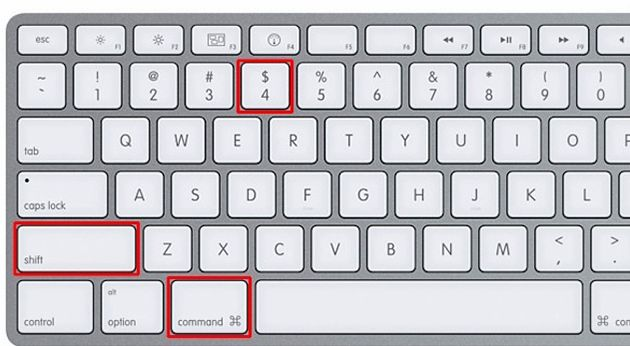 esc F1 F2 F3 F4 F5 F6 F7 F8 F9
~ ! @ # $ % ^ & * ( )
` 1 2 3 4 5 6 7 8 9 0
tab Q W E R T Y U I O
caps lock A S D F G H J K L
shift Z X C V B N M < >
, .
alt
control option command ⌘ ⌘ com